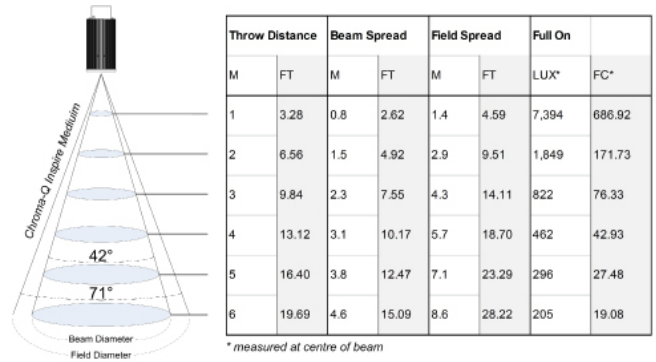 Chroma-Q Inspire Medium
42°
71°
Beam Diameter
Field Diameter
Throw Distance Beam Spread Field Spread Full On
M FT M FT M FT LUX* FC*
1 3.28 0.8 2.62 1.4 4.59 7,394 686.92
2 6.56 1.5 4.92 2.9 9.51 1,849 171.73
3 9.84 2.3 7.55 4.3 14.11 822 76.33
4 13.12 3.1 10.17 5.7 18.70 462 42.93
5 16.40 3.8 12.47 7.1 23.29 296 27.48
6 19.69 4.6 15.09 8.6 28.22 205 19.08
* measured at centre of beam